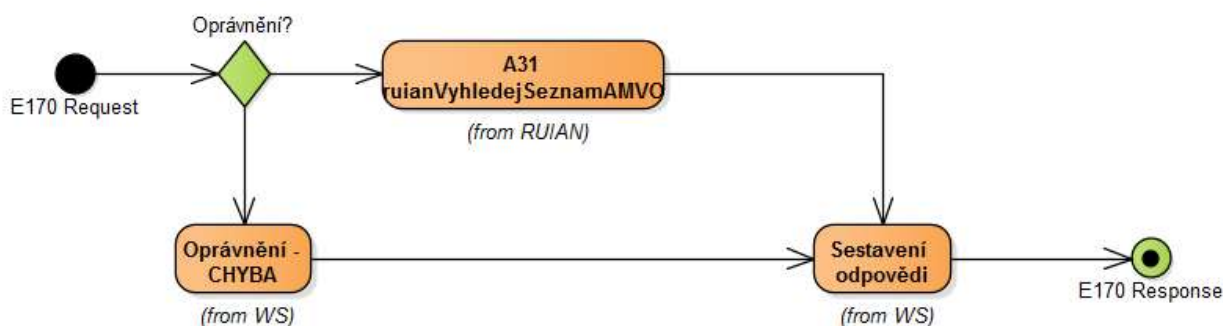 Oprávnění?
E170 Request
A31
ruianVyhledejSeznamAMVO
(from RUIAN)
Oprávnění -
CHYBA
(from WS)
Sestavení
odpovědi
(from WS)
E170 Response